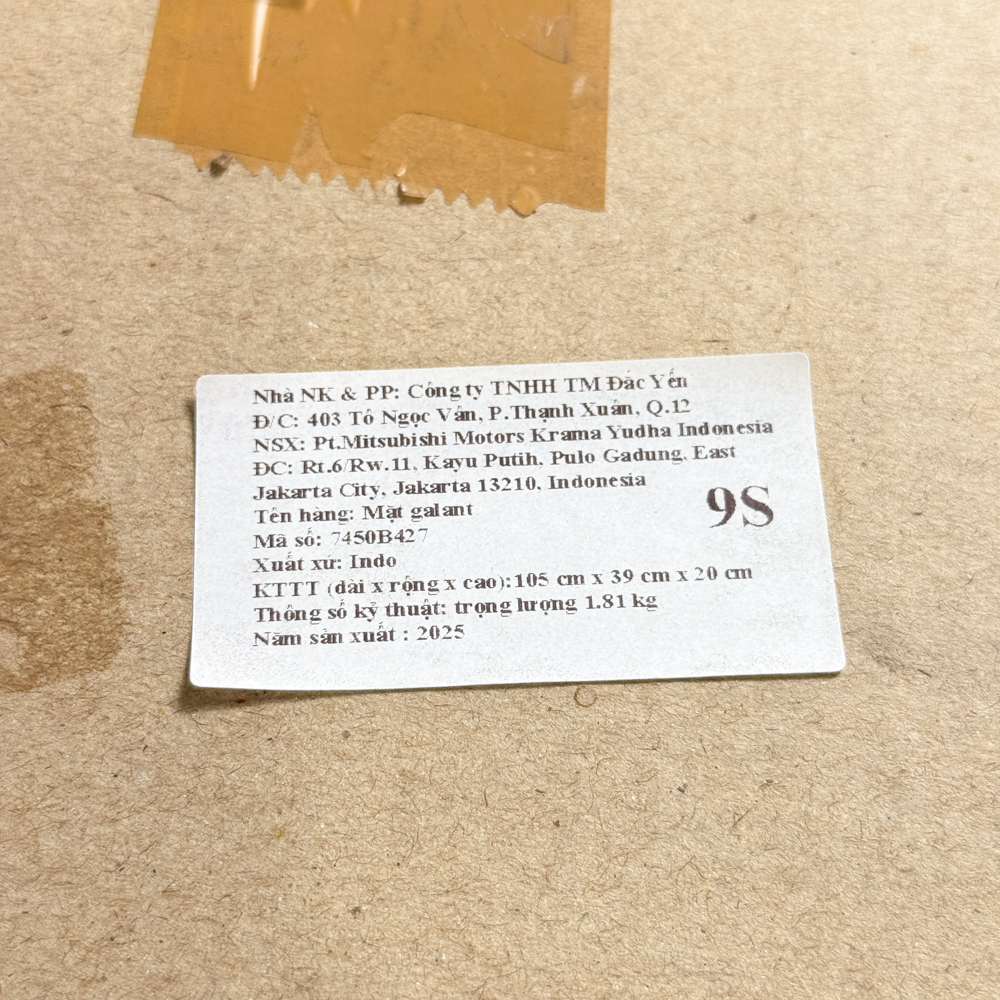 Nhà NK & PP: Công ty TNHH TM Đắc Yến
Đ/C: 403 Tô Ngọc Vân, P.Thạnh Xuân, Q.12
NSX: Pt.Mitsubishi Motors Krama Yudha Indonesia
ĐC: Rt.6/Rw.11, Kayu Putih, Pulo Gadung, East
Jakarta City, Jakarta 13210, Indonesia
Tên hàng: Mặt galant
9S
Mã số: 7450B427
Xuất xứ: Indo
KTTT (dài x rộng x cao):105 cm x 39 cm x 20 cm
Thông số kỹ thuật: trọng lượng 1.81 kg
Năm sản xuất : 2025